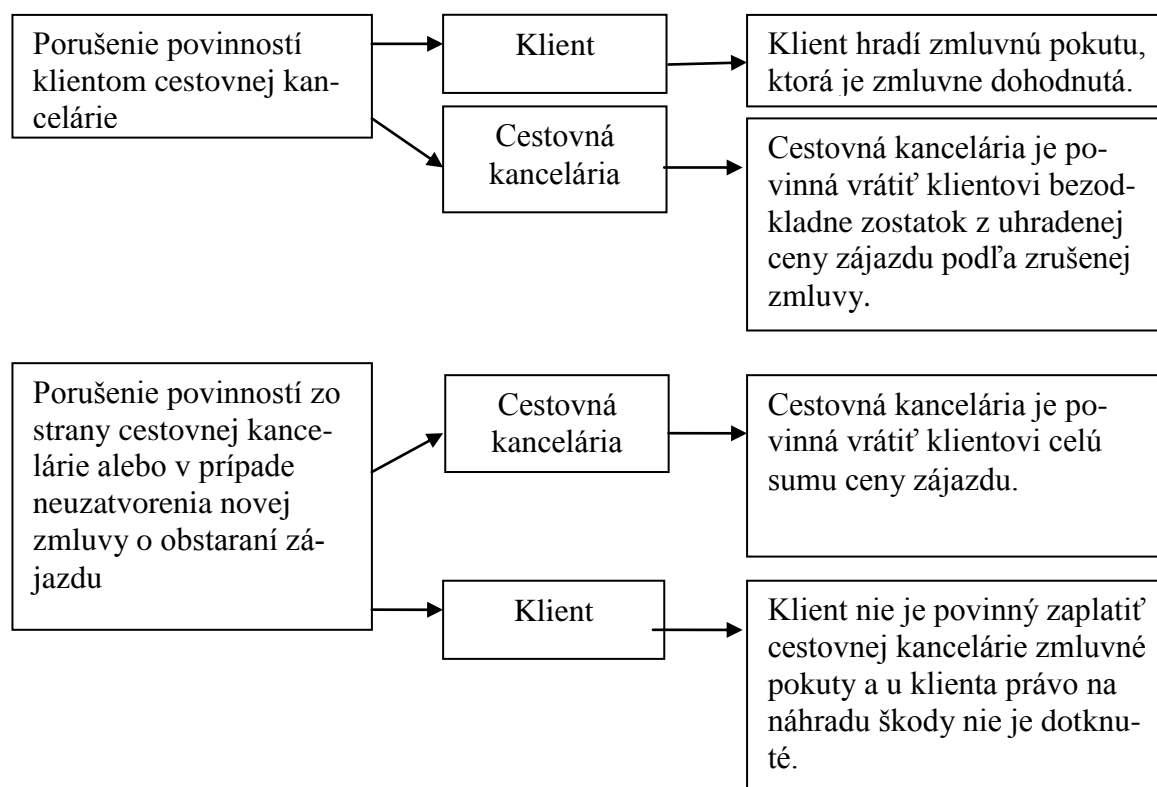 Porušenie povinností
klientom cestovnej kan-
celárie
Klient
Klient hradí zmluvnú pokutu,
ktorá je zmluvne dohodnutá.
Cestovná
kancelária
Cestovná kancelária je po-
vinná vrátiť klientovi bezod-
kladne zostatok z uhradenej
ceny zájazdu podľa zrušenej
zmluvy.
Porušenie povinností zo
strany cestovnej kance-
lárie alebo v prípade
neuzatvorenia novej
zmluvy o obstaraní zá-
jazdu
Cestovná
kancelária
Cestovná kancelária je po-
vinná vrátiť klientovi celú
sumu ceny zájazdu.
Klient
Klient nie je povinný zaplatiť
cestovnej kancelárie zmluvné
pokuty a u klienta právo na
náhradu škody nie je dotknu-
té.